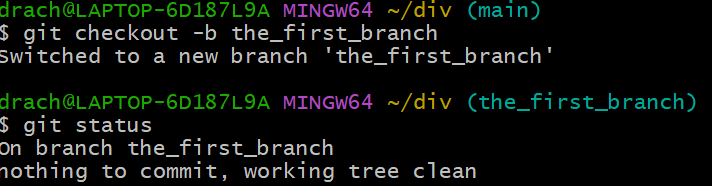 drach@LAPTOP-6D187L9A MINGW64 ~/div (main)
$ git checkout -b the_first_branch
Switched to a new branch 'the_first_branch'
drach@LAPTOP-6D187L9A MINGW64 ~/div (the_first_branch)
$ git status
On branch the_first_branch
nothing to commit, working tree clean